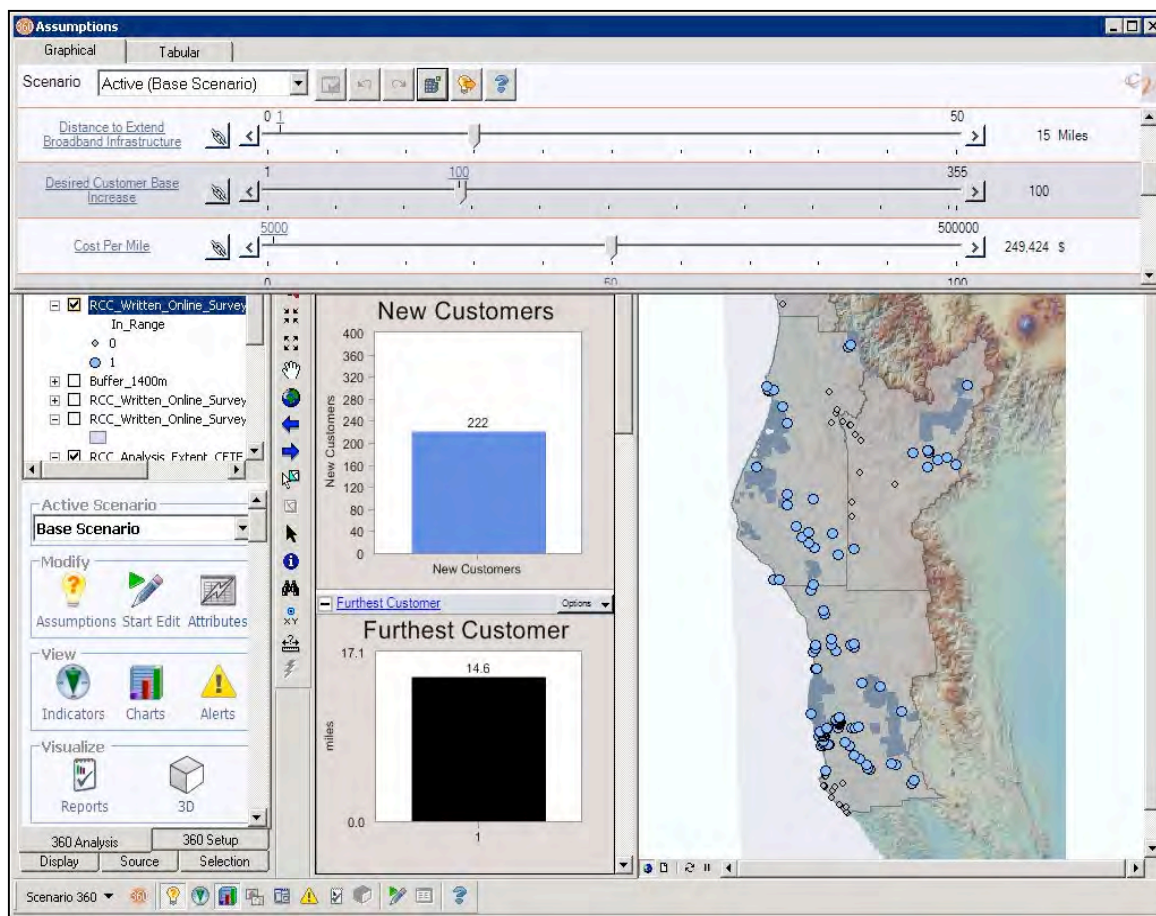 Assumptions
Graphical Tabular
Scenario Active (Base Scenario)
0 1 50
Distance to Extend
Broadband Infrastructure
15 Miles
1 100 355
Desired Customer Base
Increase
100
5000 500000
Cost Per Mile
249,424 $
0 50 100
RCC_Written_Online_Survey
In_Range
0
1
Buffer_1400m
RCC_Written_Online_Survey
RCC_Written_Online_Survey
Active Scenario
Base Scenario
Modify
Assumptions Start Edit Attributes
View
Indicators Charts Alerts
Visualize
Reports 3D
360 Analysis 360 Setup
Display Source Selection
XY
New Customers
400
360
320
280
240
200
160
120
80
40
0
New Customers
222
New Customers
Furthest Customer Options
Furthest Customer
17.1
14.6
miles
0.0
1
Scenario 360 360